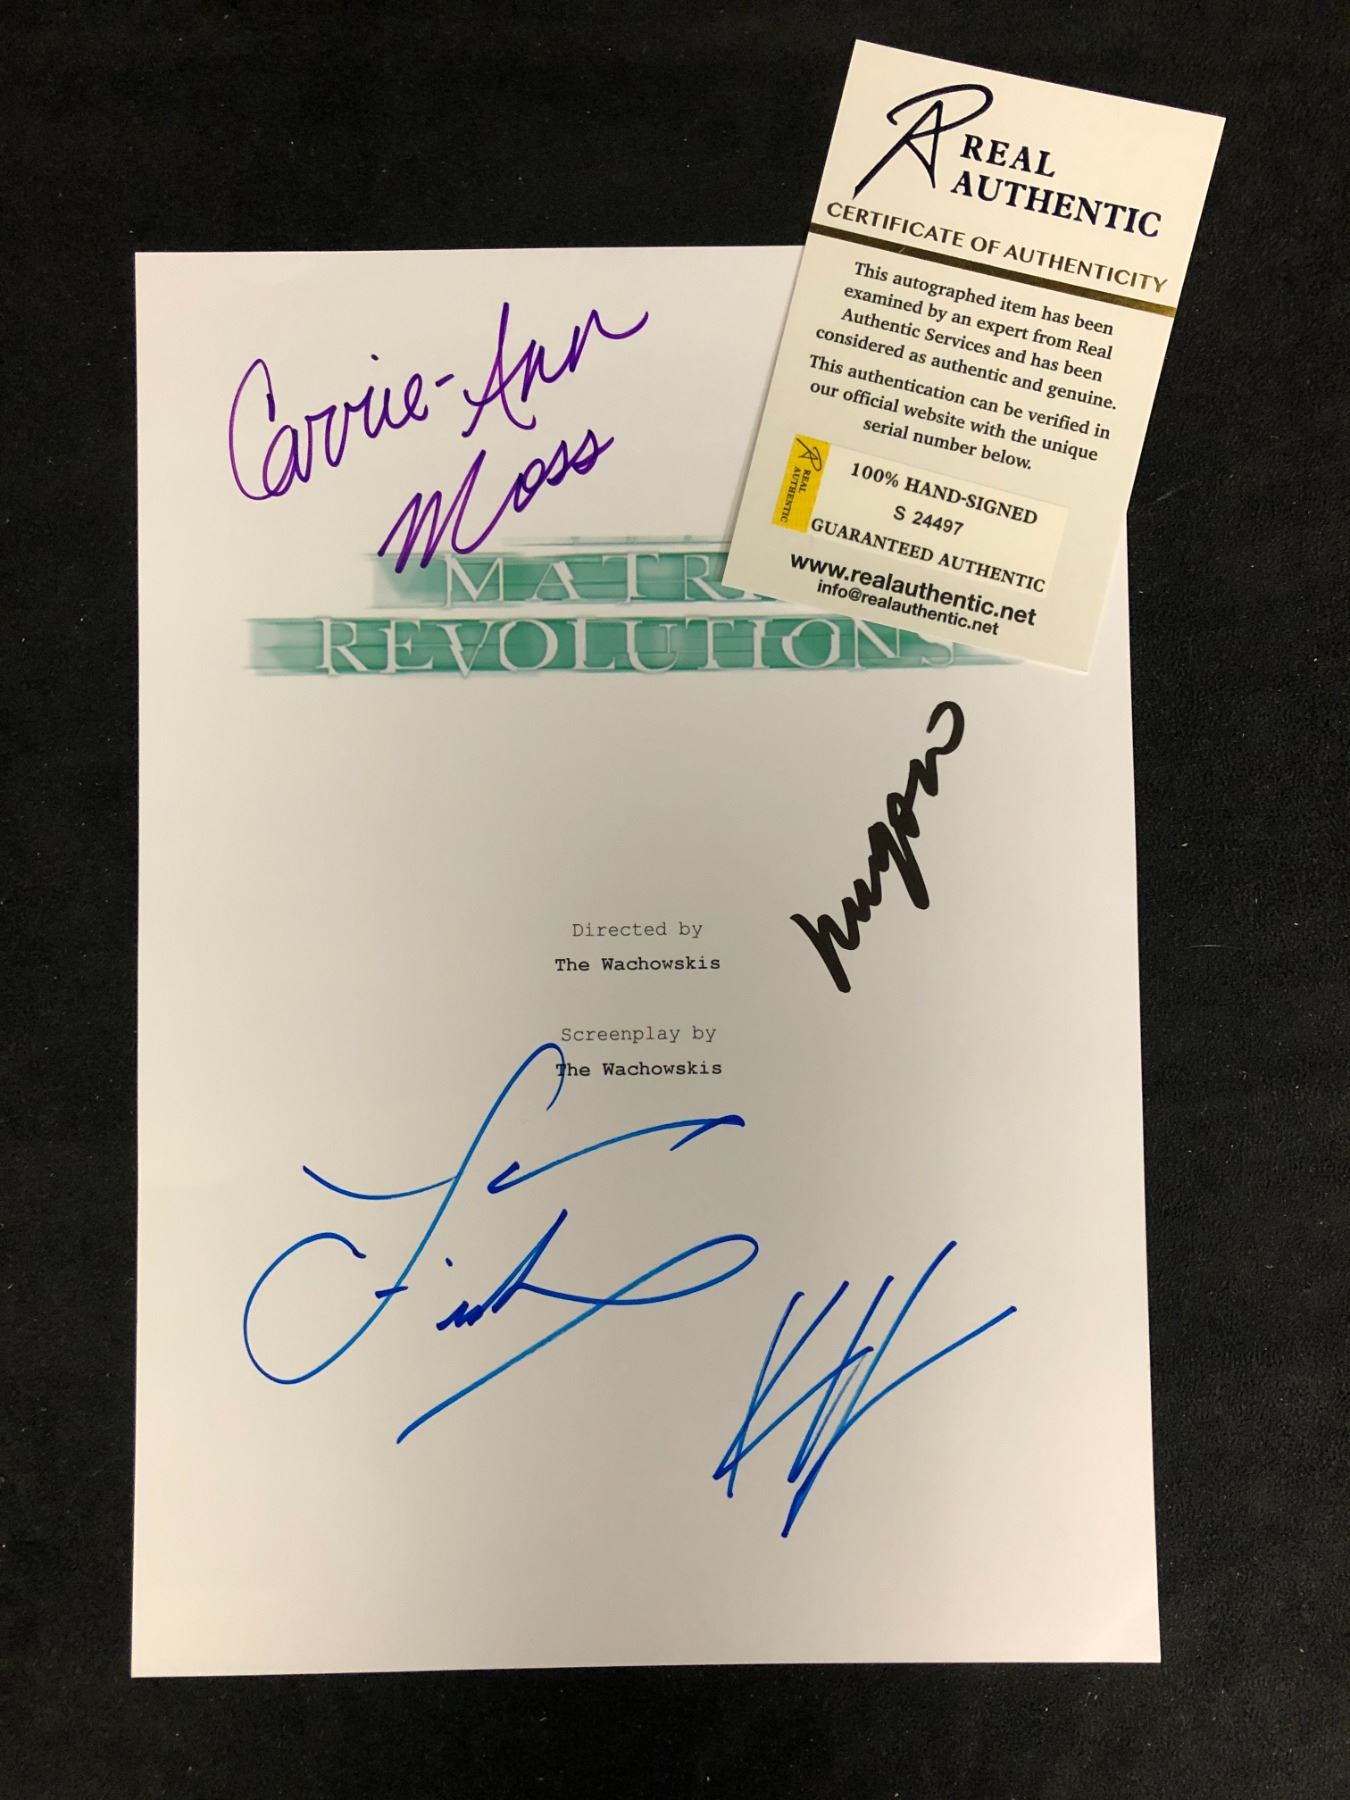 REAL
AUTHENTIC
CERTIFICATE OF AUTHENTICITY
This autographed item has been
examined by an expert from Real
Authentic Services and has been
considered as authentic and genuine.
This authentication can be verified in
our official website with the unique
serial number below.
REAL
AUTHENTIC
100% HAND-SIGNED
S 24497
GUARANTEED AUTHENTIC
www.realauthentic.net
info@realauthentic.net
Carrie-Ann
Moss
MATR
REVOLUTIONS
Directed by
The Wachowskis
Screenplay by
The Wachowskis